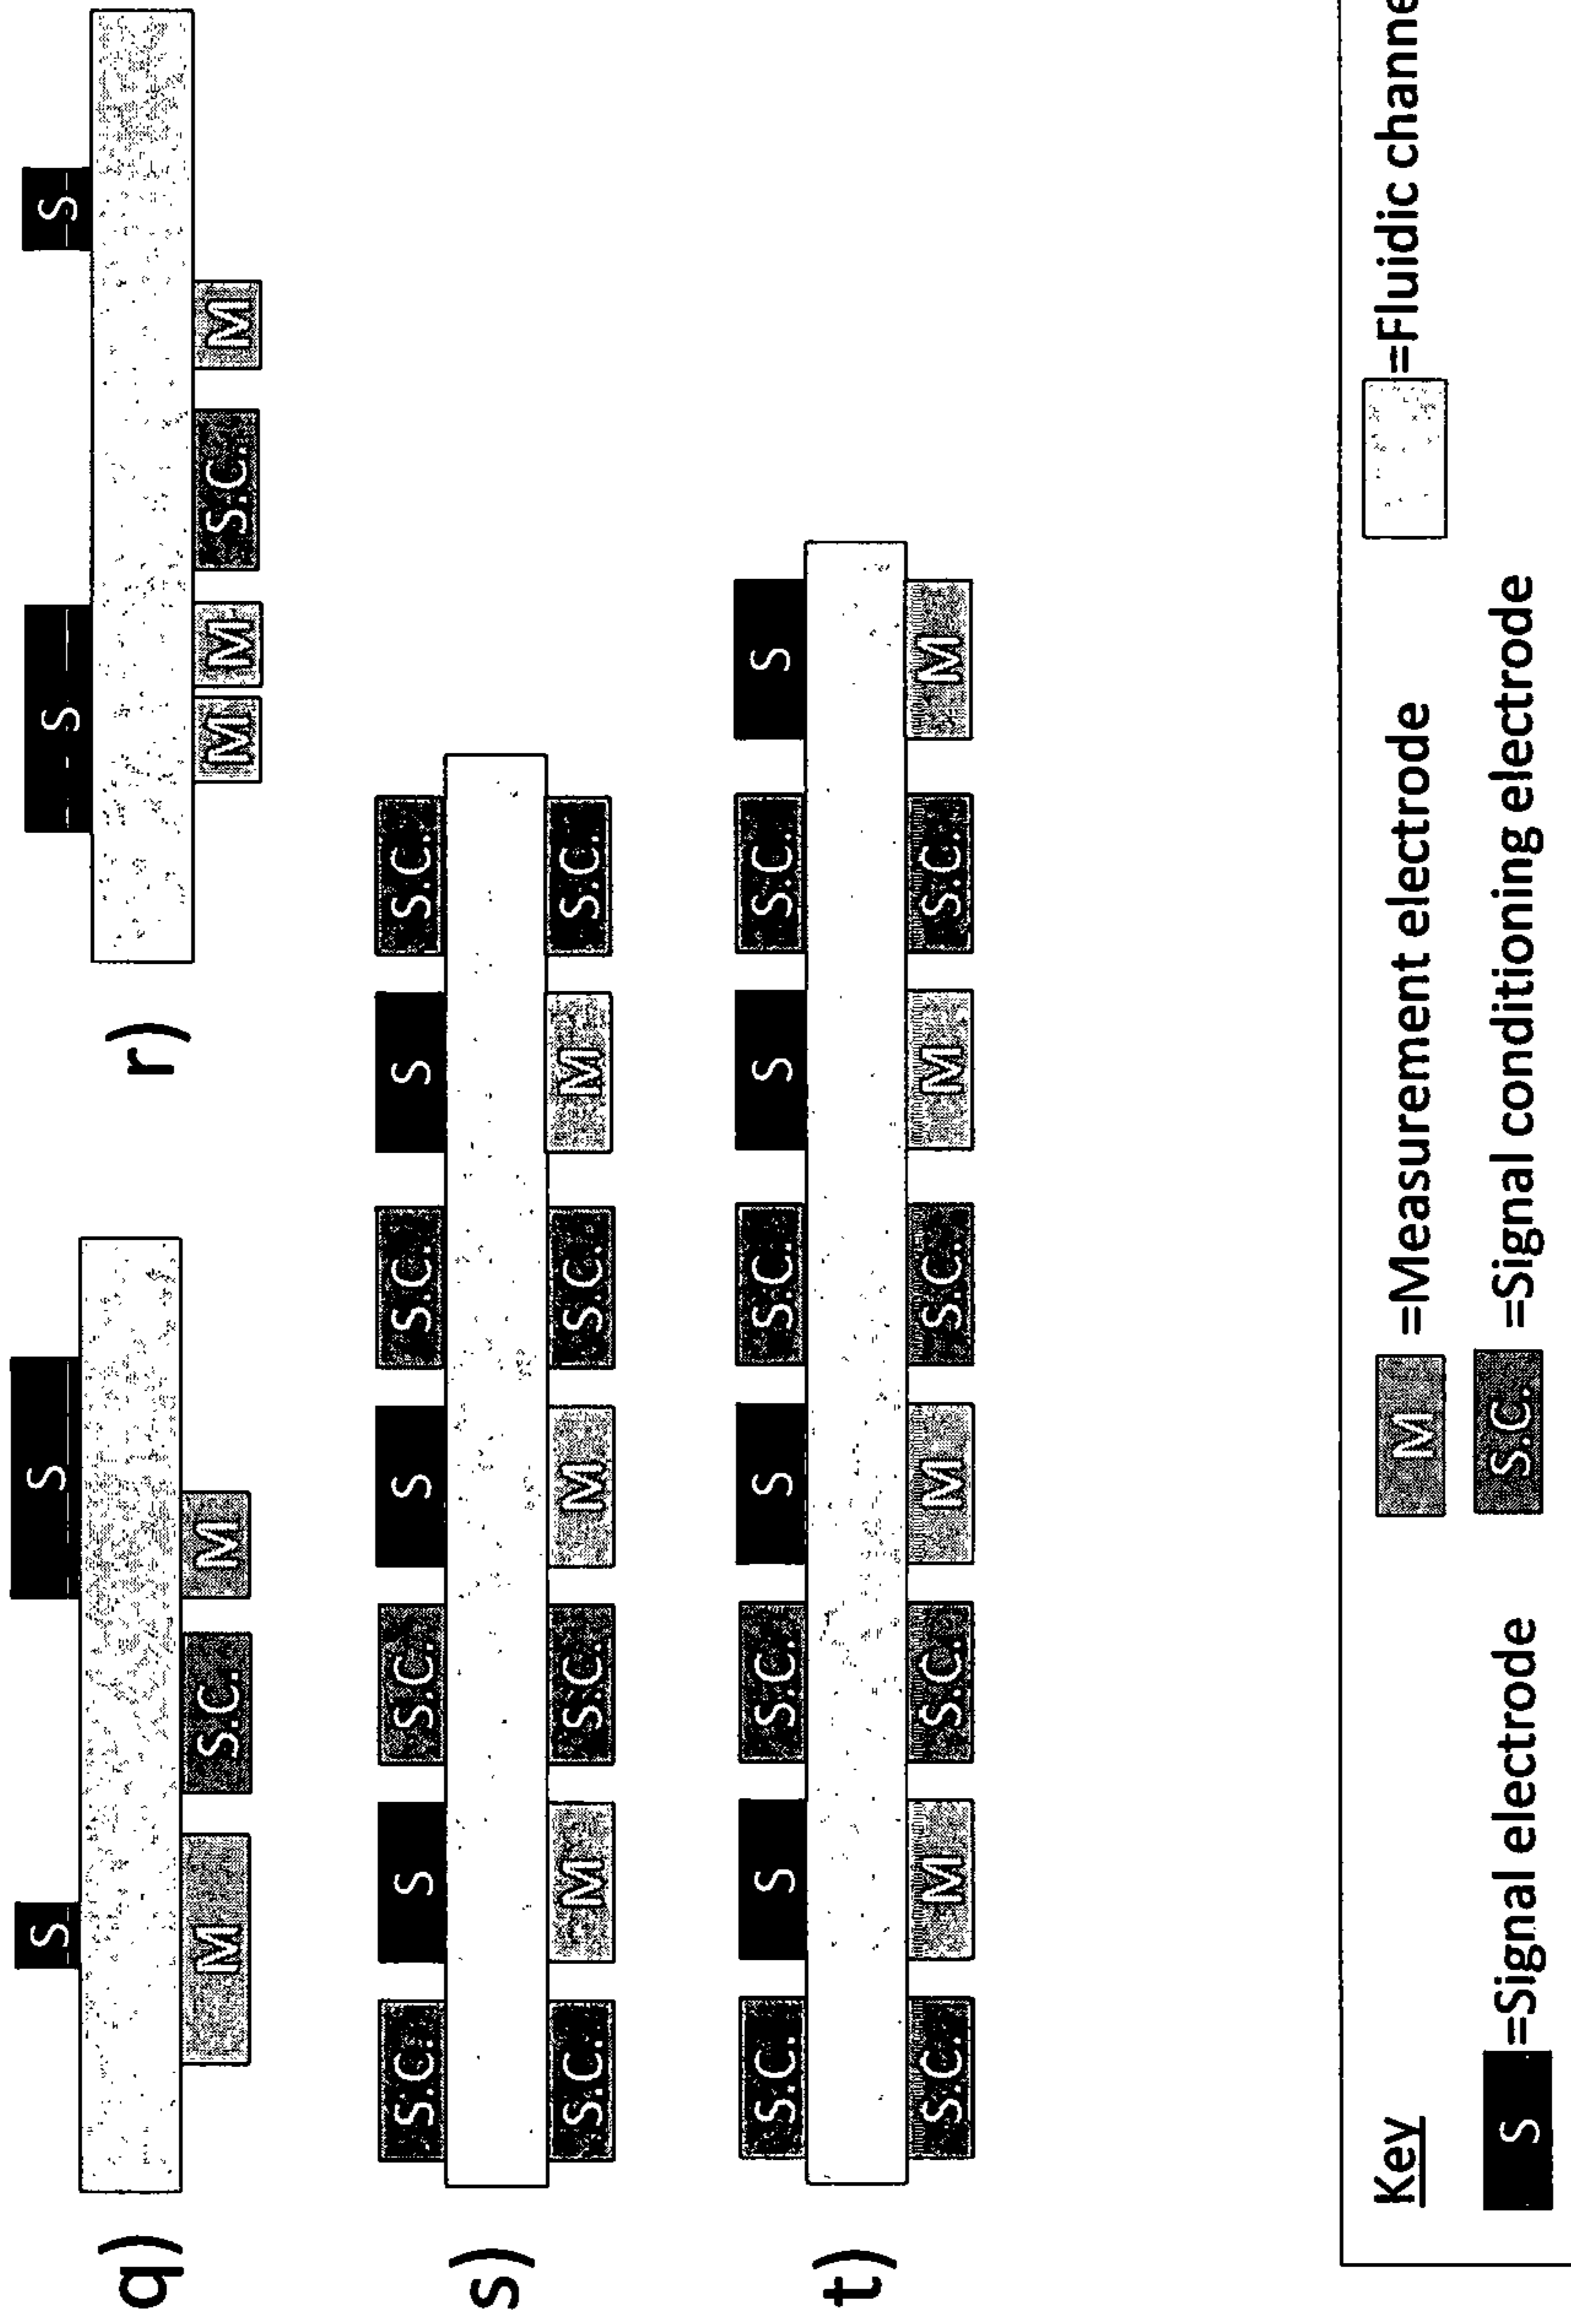 q)
S S
M S.C. M
r)
S S
M M S.C. M
s)
S.C. S S.C. S S.C. S S.C.
S.C. M S.C. M S.C. M S.C.
t)
S.C. S S.C. S S.C. S S.C. S
S.C. M S.C. M S.C. M S.C. M
Key
M =Measurement electrode =Fluidic channe
S =Signal electrode S.C. =Signal conditioning electrode